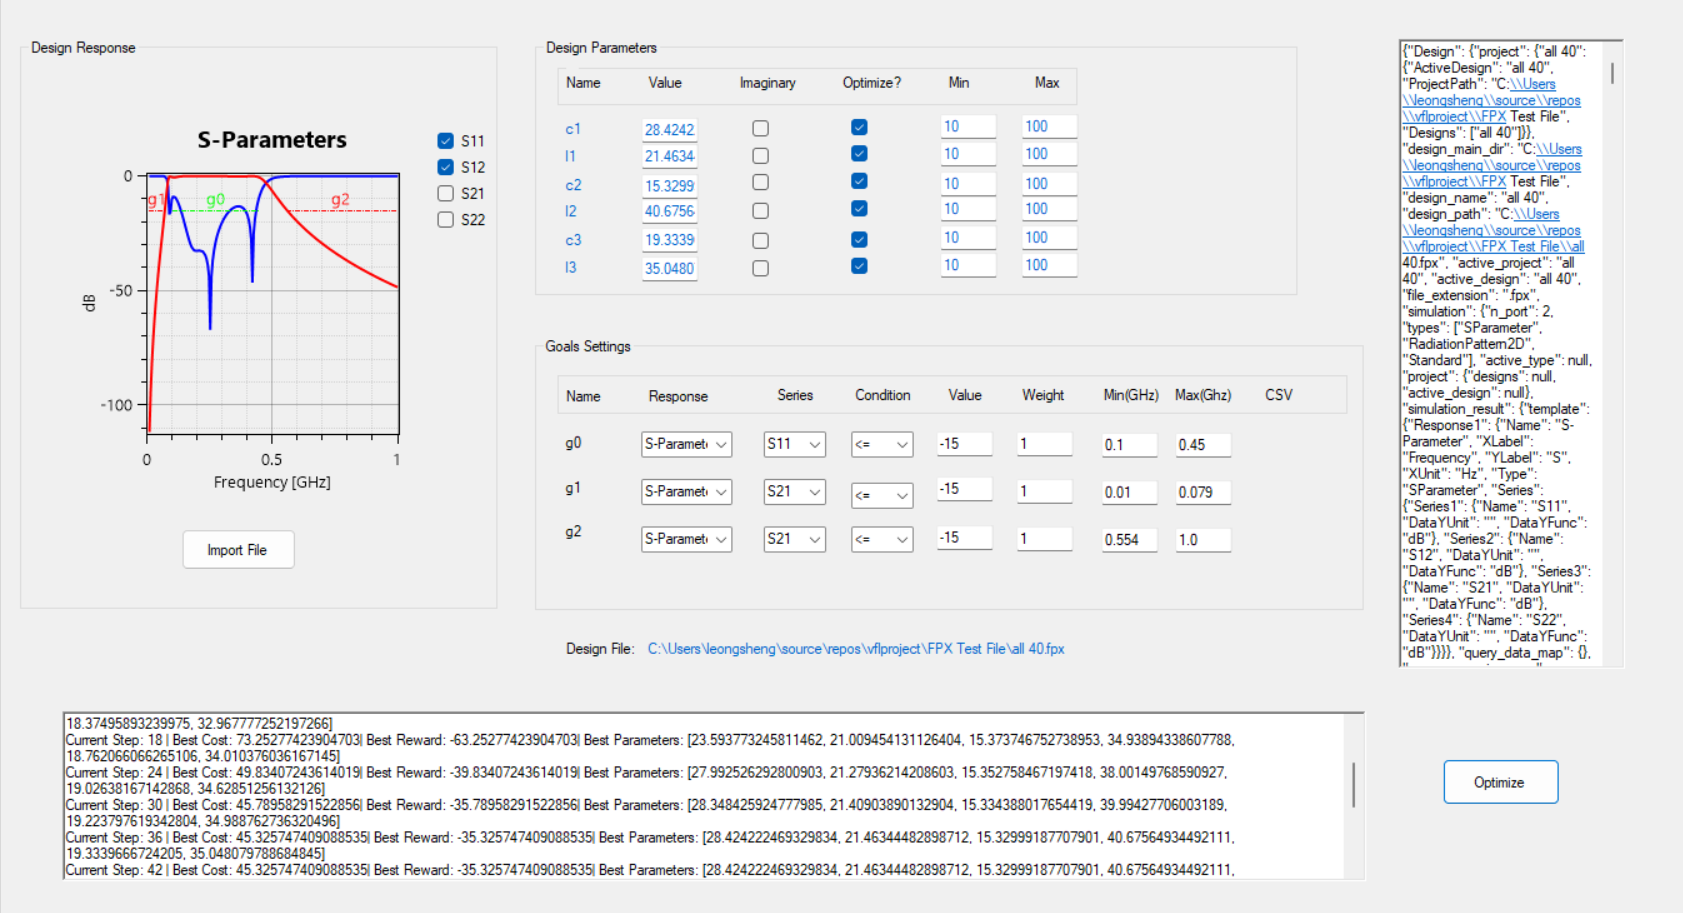 Design Response
S-Parameters
S11
S12
S21
S22
0
-50
-100
dB
g1
g0
g2
0
0.5
1
Frequency [GHz]
Import File
Design Parameters
Name Value Imaginary Optimize? Min Max
c1 28.4242 10 100
l1 21.4634 10 100
c2 15.3299 10 100
l2 40.6756 10 100
c3 19.3339 10 100
l3 35.0480 10 100
Goals Settings
Name Response Series Condition Value Weight Min(GHz) Max(Ghz) CSV
g0 S-Paramet S11 <= -15 1 0.1 0.45
g1 S-Paramet S21 <= -15 1 0.01 0.079
g2 S-Paramet S21 <= -15 1 0.554 1.0
Design File: C:\Users\leongsheng\source\repos\vflproject\FPX Test File\all 40.fpx
{"Design": {"project": {"all 40":
{"ActiveDesign": "all 40",
"ProjectPath": "C:\\Users
\\leongsheng\\source\\repos
\\vflproject\\FPX Test File",
"Designs": ["all 40"]}},
"design_main_dir": "C:\\Users
\\leongsheng\\source\\repos
\\vflproject\\FPX Test File",
"design_name": "all 40",
"design_path": "C:\\Users
\\leongsheng\\source\\repos
\\vflproject\\FPX Test File\\all
40.fpx", "active_project": "all
40", "active_design": "all 40",
"file_extension": ".fpx",
"simulation": {"n_port": 2,
"types": ["SParameter",
"RadiationPattern2D",
"Standard"], "active_type": null,
"project": {"designs": null,
"active_design": null},
"simulation_result": {"template":
{"Response1": {"Name": "S-
Parameter", "XLabel":
"Frequency", "YLabel": "S",
"XUnit": "Hz", "Type":
"SParameter", "Series":
{"Series1": {"Name": "S11",
"DataYUnit": "", "DataYFunc":
"dB"}, "Series2": {"Name":
"S12", "DataYUnit": "",
"DataYFunc": "dB"}, "Series3":
{"Name": "S21", "DataYUnit":
"", "DataYFunc": "dB"},
"Series4": {"Name": "S22",
"DataYUnit": "", "DataYFunc":
"dB"}}}}, "query_data_map": {},
18.37495893239975, 32.967777252197266]
Current Step: 18 | Best Cost: 73.25277423904703| Best Reward: -63.25277423904703| Best Parameters: [23.593773245811462, 21.009454131126404, 15.373746752738953, 34.93894338607788,
18.762066066265106, 34.010376036167145]
Current Step: 24 | Best Cost: 49.83407243614019| Best Reward: -39.83407243614019| Best Parameters: [27.992526292800903, 21.27936214208603, 15.352758467197418, 38.00149768590927,
19.02638167142868, 34.62851256132126]
Current Step: 30 | Best Cost: 45.78958291522856| Best Reward: -35.78958291522856| Best Parameters: [28.348425924777985, 21.40903890132904, 15.334388017654419, 39.99427706003189,
19.223797619342804, 34.988762736320496]
Current Step: 36 | Best Cost: 45.325747409088535| Best Reward: -35.325747409088535| Best Parameters: [28.424222469329834, 21.46344482898712, 15.32999187707901, 40.67564934492111,
19.3339666724205, 35.048079788684845]
Current Step: 42 | Best Cost: 45.325747409088535| Best Reward: -35.325747409088535| Best Parameters: [28.424222469329834, 21.46344482898712, 15.32999187707901, 40.67564934492111,
Optimize